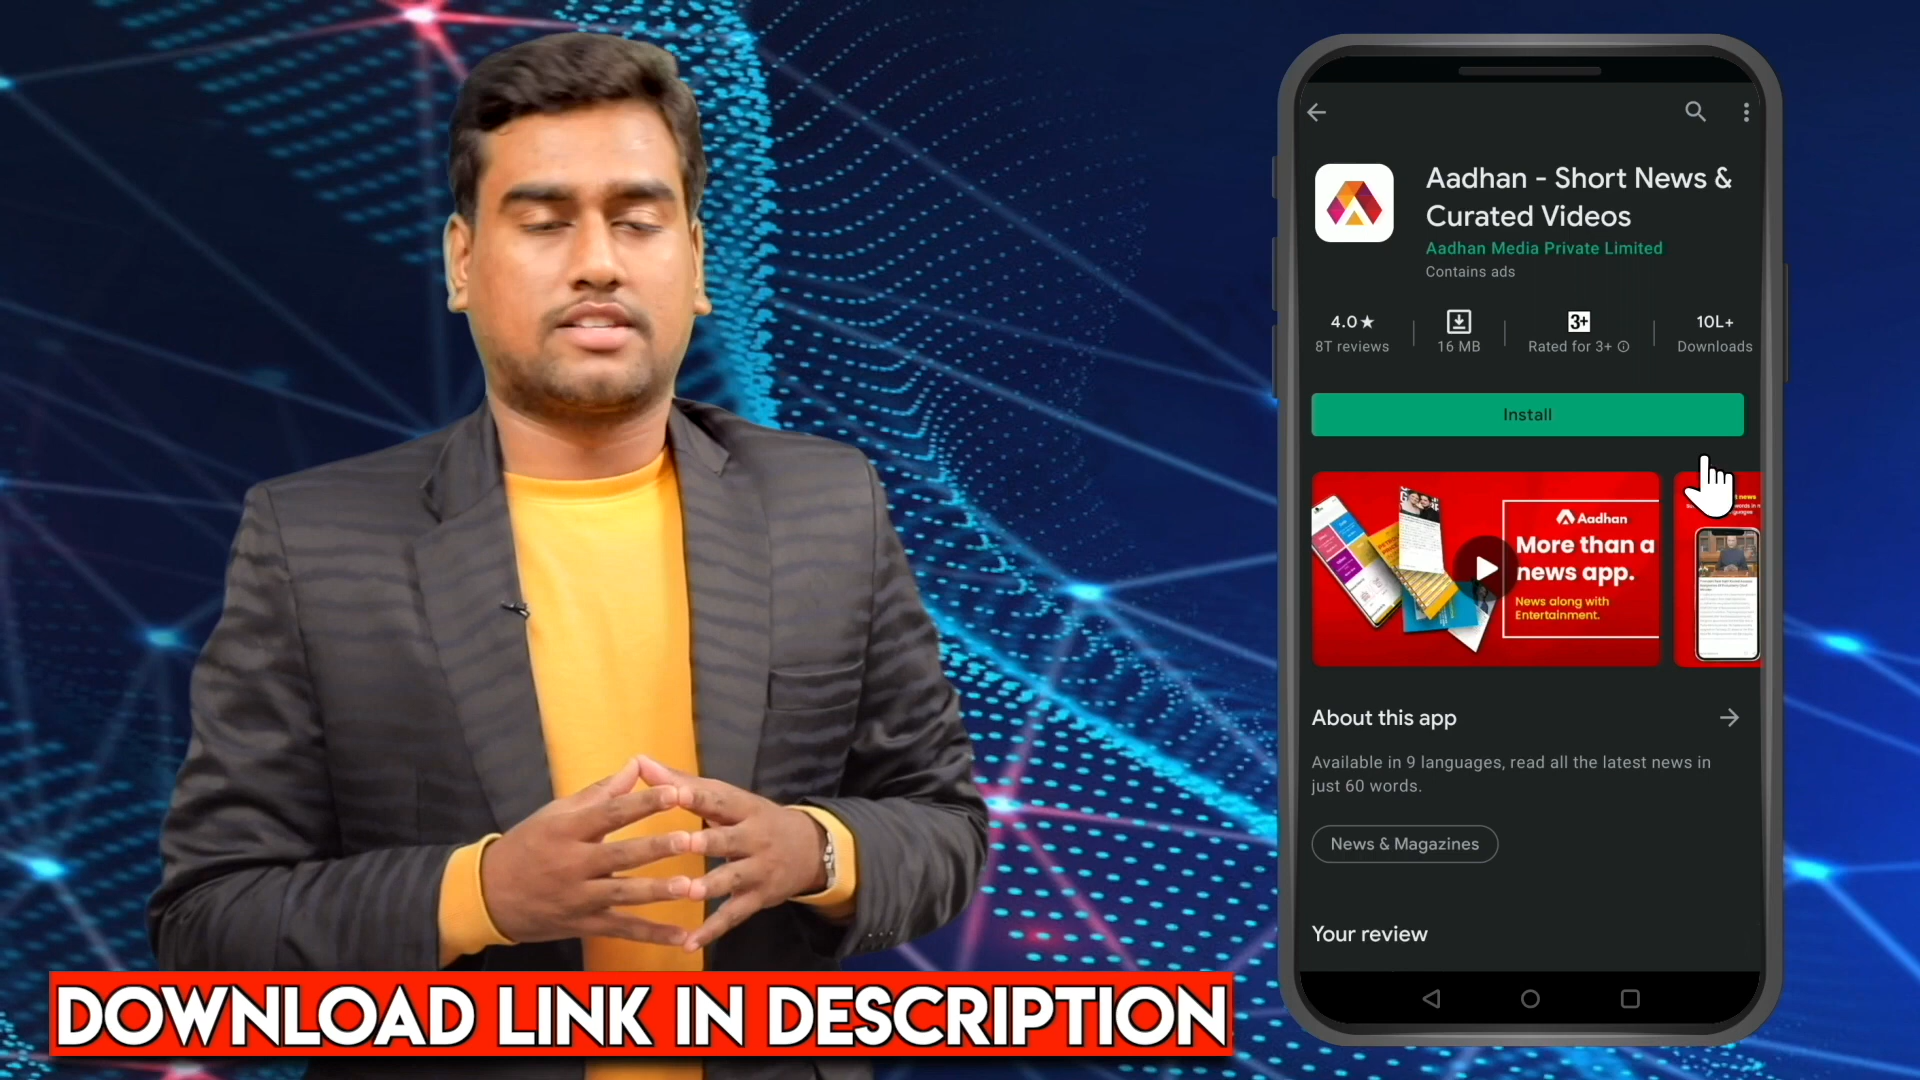 Aadhan - Short News &
Curated Videos
Aadhan Media Private Limited
Contains ads
4.0★
8T reviews
16 MB
3+
Rated for 3+
10L+
Downloads
Install
Aadhan
More than a
news app.
News along with
Entertainment.
About this app
Available in 9 languages, read all the latest news in
just 60 words.
News & Magazines
Your review
DOWNLOAD LINK IN DESCRIPTION